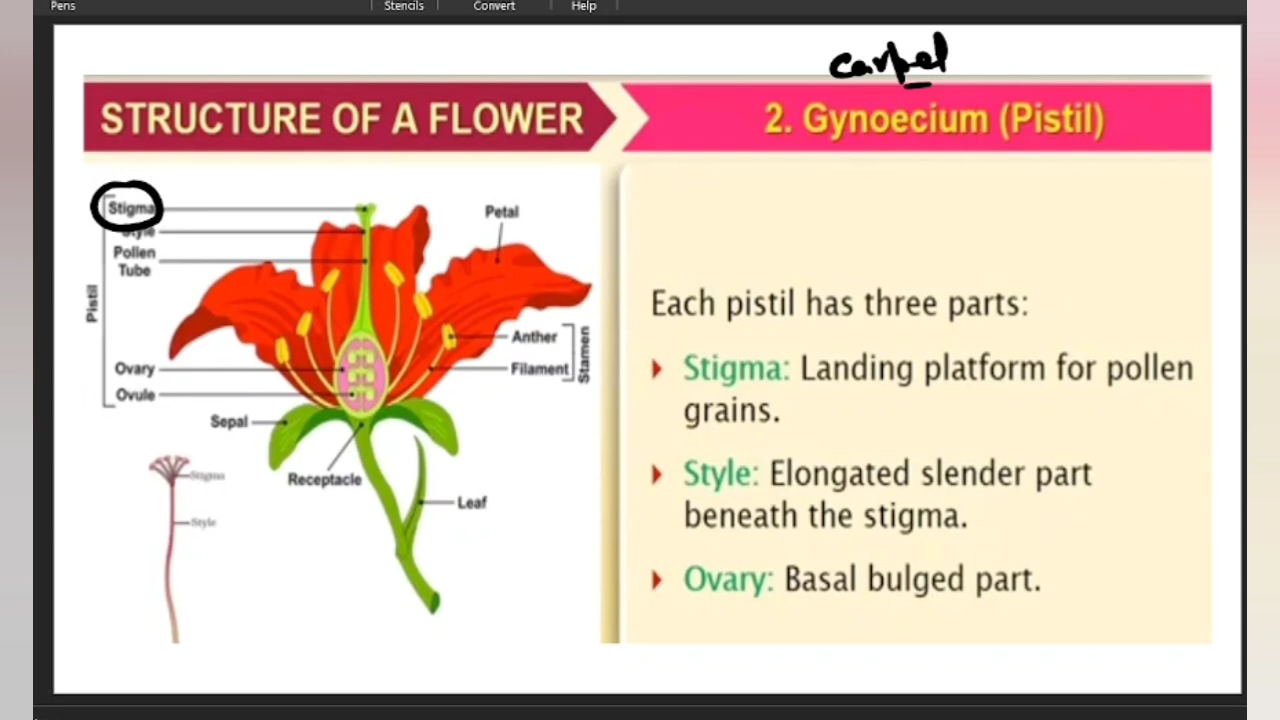 Pens
Stencils
Convert
Help
carpel
STRUCTURE OF A FLOWER
2. Gynoecium (Pistil)
Stigma
Style
Pollen
Tube
Pistil
Ovary
Ovule
Sepal
Receptacle
Leaf
Petal
Anther
Filament
Stamen
Stigma
Style
Each pistil has three parts:
Stigma: Landing platform for pollen
grains.
Style: Elongated slender part
beneath the stigma.
Ovary: Basal bulged part.